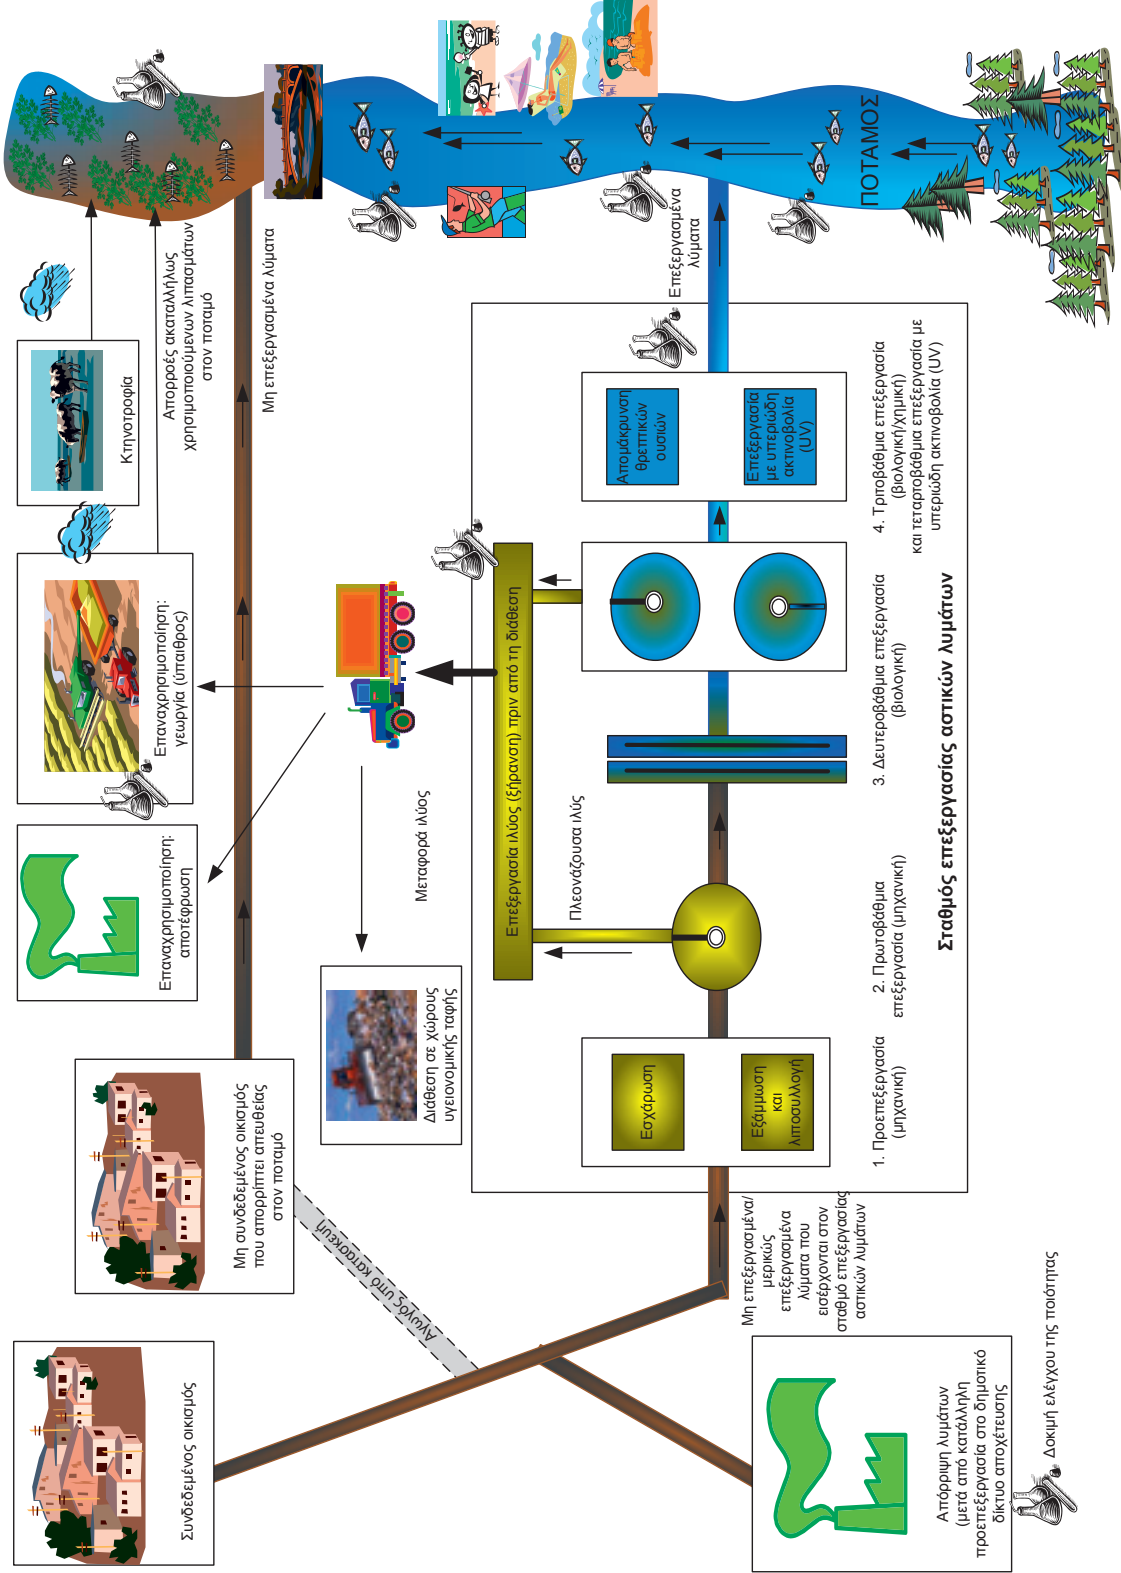 Συνδεδεμένος οικισμός
Μη συνδεδεμένος οικισμός
που απορρίπτει απευθείας
στον ποταμό
Αγωγός υπό κατασκευή
Απόρριψη λυμάτων
(μετά από κατάλληλη
προεπεξεργασία στο δημοτικό
δίκτυο αποχέτευσης
Δοκιμή ελέγχου της ποιότητας
Μη επεξεργασμένα/
μερικώς
επεξεργασμένα
λύματα που
εισέρχονται στον
σταθμό επεξεργασίας
αστικών λυμάτων
Επαναχρησιμοποίηση:
αποτέφρωση
Επαναχρησιμοποίηση:
γεωργία (ύπαιθρος)
Κτηνοτροφία
Απορροές ακαταλλήλως
χρησιμοποιούμενων λιπασμάτων
στον ποταμό
Μη επεξεργασμένα λύματα
Διάθεση σε χώρους
υγειονομικής ταφής
Μεταφορά ιλύος
Επεξεργασία ιλύος (ξήρανση) πριν από τη διάθεση
Πλεονάζουσα ιλύς
Εσχάρωση
Εξάμμωση
και
λιποσυλλογή
Απομάκρυνση
θρεπτικών
ουσιών
Επεξεργασία
με υπεριώδη
ακτινοβολία
(UV)
Επεξεργασμένα
λύματα
ΠΟΤΑΜΟΣ
1. Προεπεξεργασία
(μηχανική)
2. Πρωτοβάθμια
επεξεργασία (μηχανική)
3. Δευτεροβάθμια επεξεργασία
(βιολογική)
4. Τριτοβάθμια επεξεργασία
(βιολογική/χημική)
και τεταρτοβάθμια επεξεργασία με
υπεριώδη ακτινοβολία (UV)
Σταθμός επεξεργασίας αστικών λυμάτων